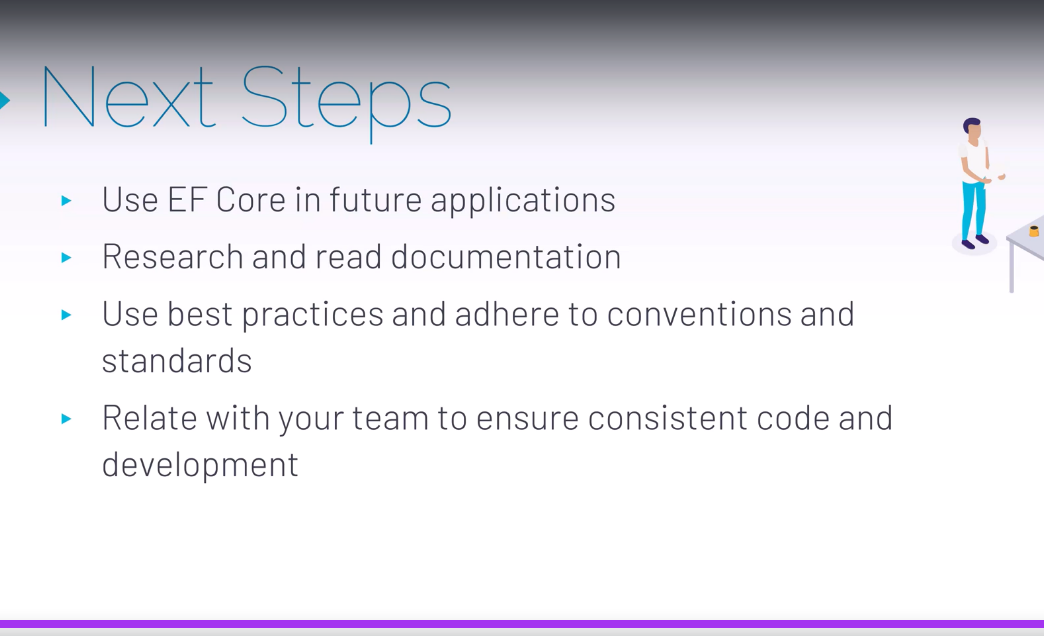 Next Steps
Use EF Core in future applications
Research and read documentation
Use best practices and adhere to conventions and
standards
Relate with your team to ensure consistent code and
development